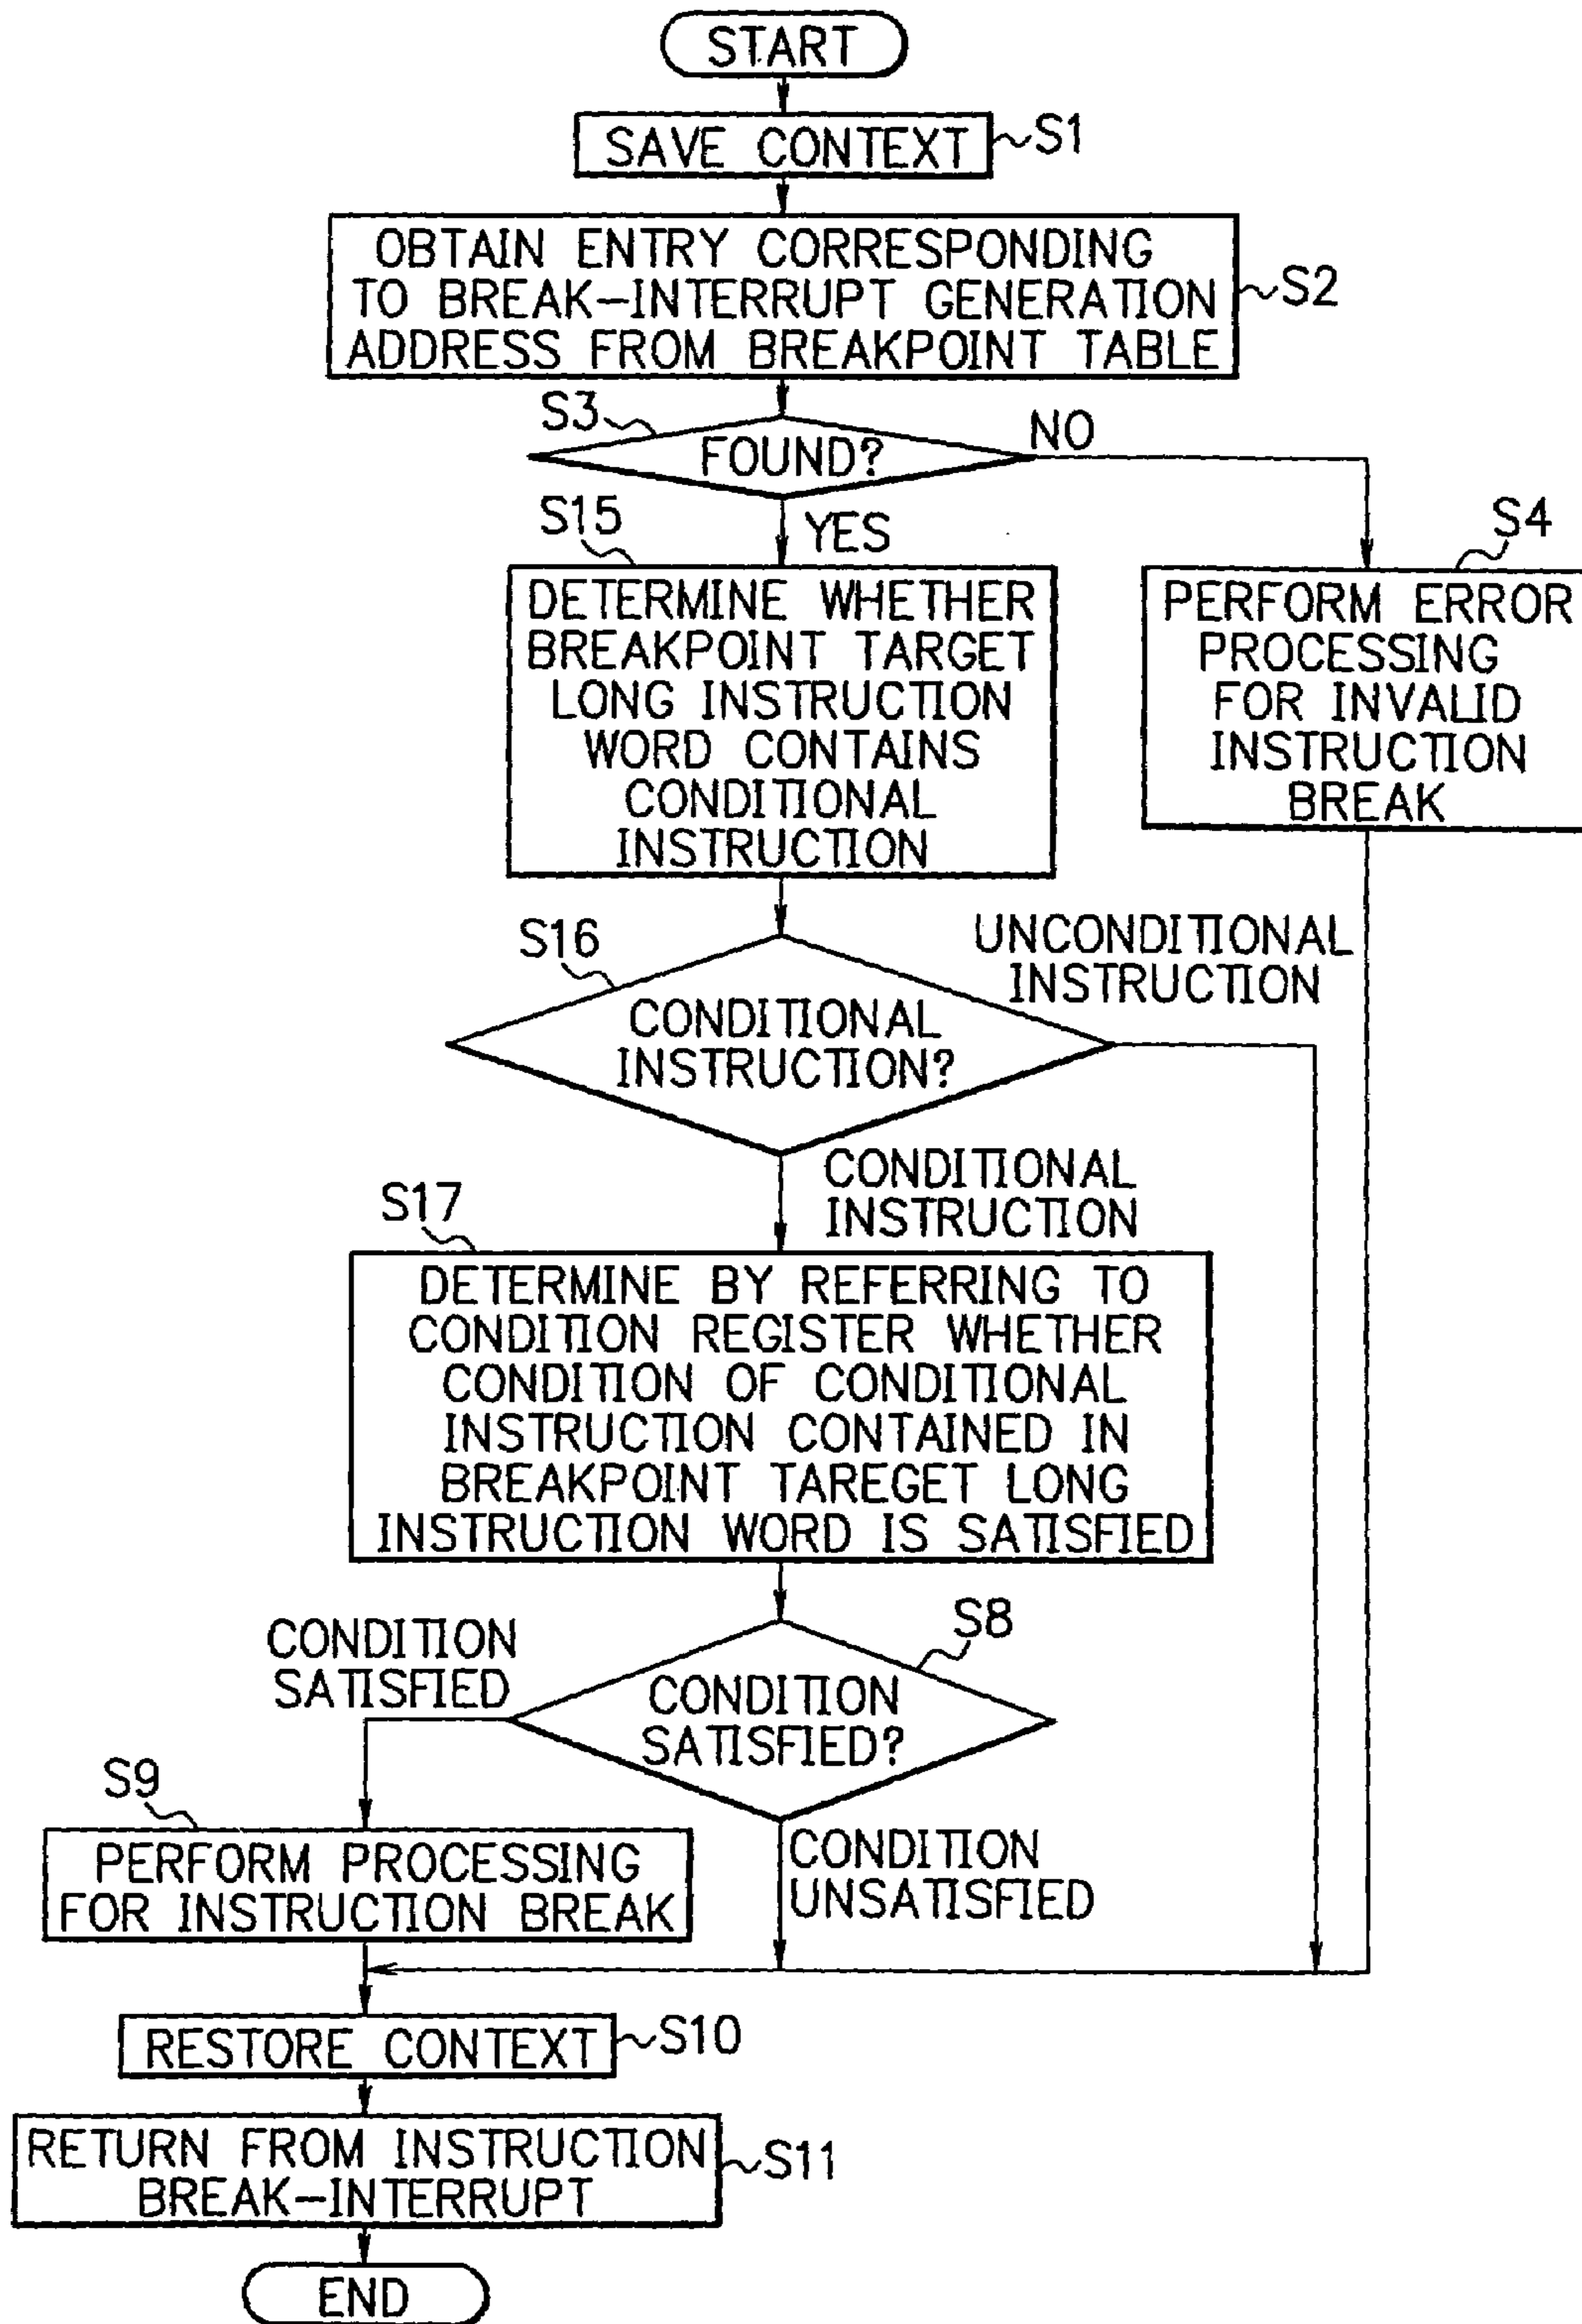 START
SAVE CONTEXT
S1
OBTAIN ENTRY CORRESPONDING
TO BREAK-INTERRUPT GENERATION
ADDRESS FROM BREAKPOINT TABLE
S2
S3
FOUND?
NO
YES
S15
DETERMINE WHETHER
BREAKPOINT TARGET
LONG INSTRUCTION
WORD CONTAINS
CONDITIONAL
INSTRUCTION
S4
PERFORM ERROR
PROCESSING
FOR INVALID
INSTRUCTION
BREAK
S16
CONDITIONAL
INSTRUCTION?
UNCONDITIONAL
INSTRUCTION
CONDITIONAL
INSTRUCTION
S17
DETERMINE BY REFERRING TO
CONDITION REGISTER WHETHER
CONDITION OF CONDITIONAL
INSTRUCTION CONTAINED IN
BREAKPOINT TAREGET LONG
INSTRUCTION WORD IS SATISFIED
S8
CONDITION
SATISFIED?
CONDITION
SATISFIED
S9
PERFORM PROCESSING
FOR INSTRUCTION BREAK
CONDITION
UNSATISFIED
RESTORE CONTEXT
S10
RETURN FROM INSTRUCTION
BREAK-INTERRUPT
S11
END